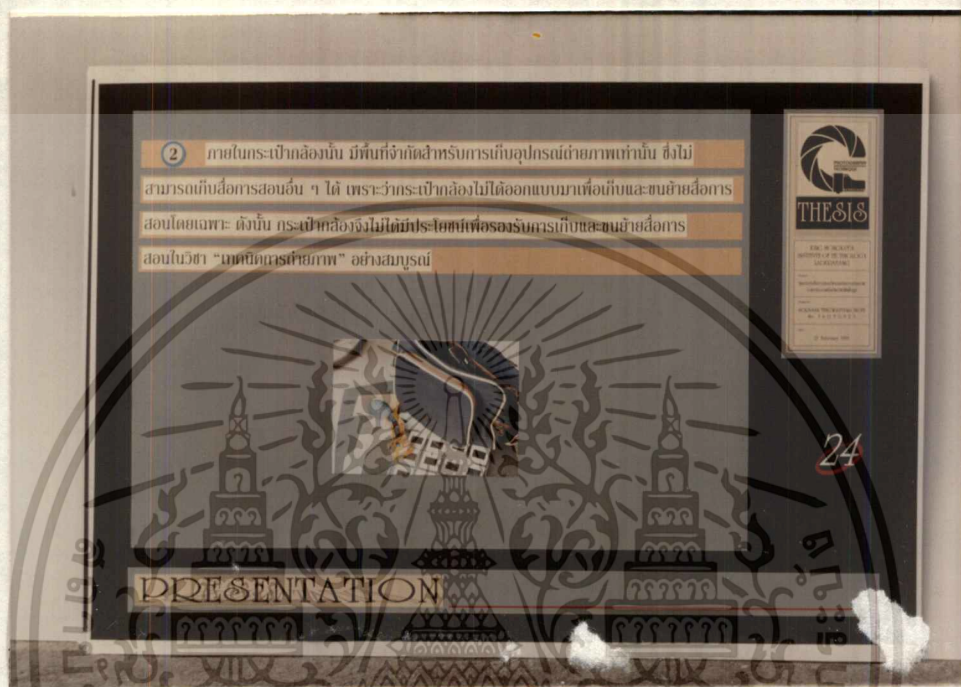 2 ภายในกระเป๋ากล้องนั้น มีพื้นที่จำกัดสำหรับการเก็บอุปกรณ์ถ่ายภาพเท่านั้น ซึ่งไม่
สามารถเก็บสื่อการสอนอื่น ๆ ได้ เพราะว่ากระเป๋ากล้องไม่ได้ออกแบบมาเพื่อเก็บและขนย้ายสื่อการ
สอนโดยเฉพาะ ดังนั้น กระเป๋ากล้องจึงไม่ได้มีประโยชน์เพื่อรองรับการเก็บและขนย้ายสื่อการ
สอนในวิชา “เทคนิคการถ่ายภาพ” อย่างสมบูรณ์
THESIS
24
PRESENTATION